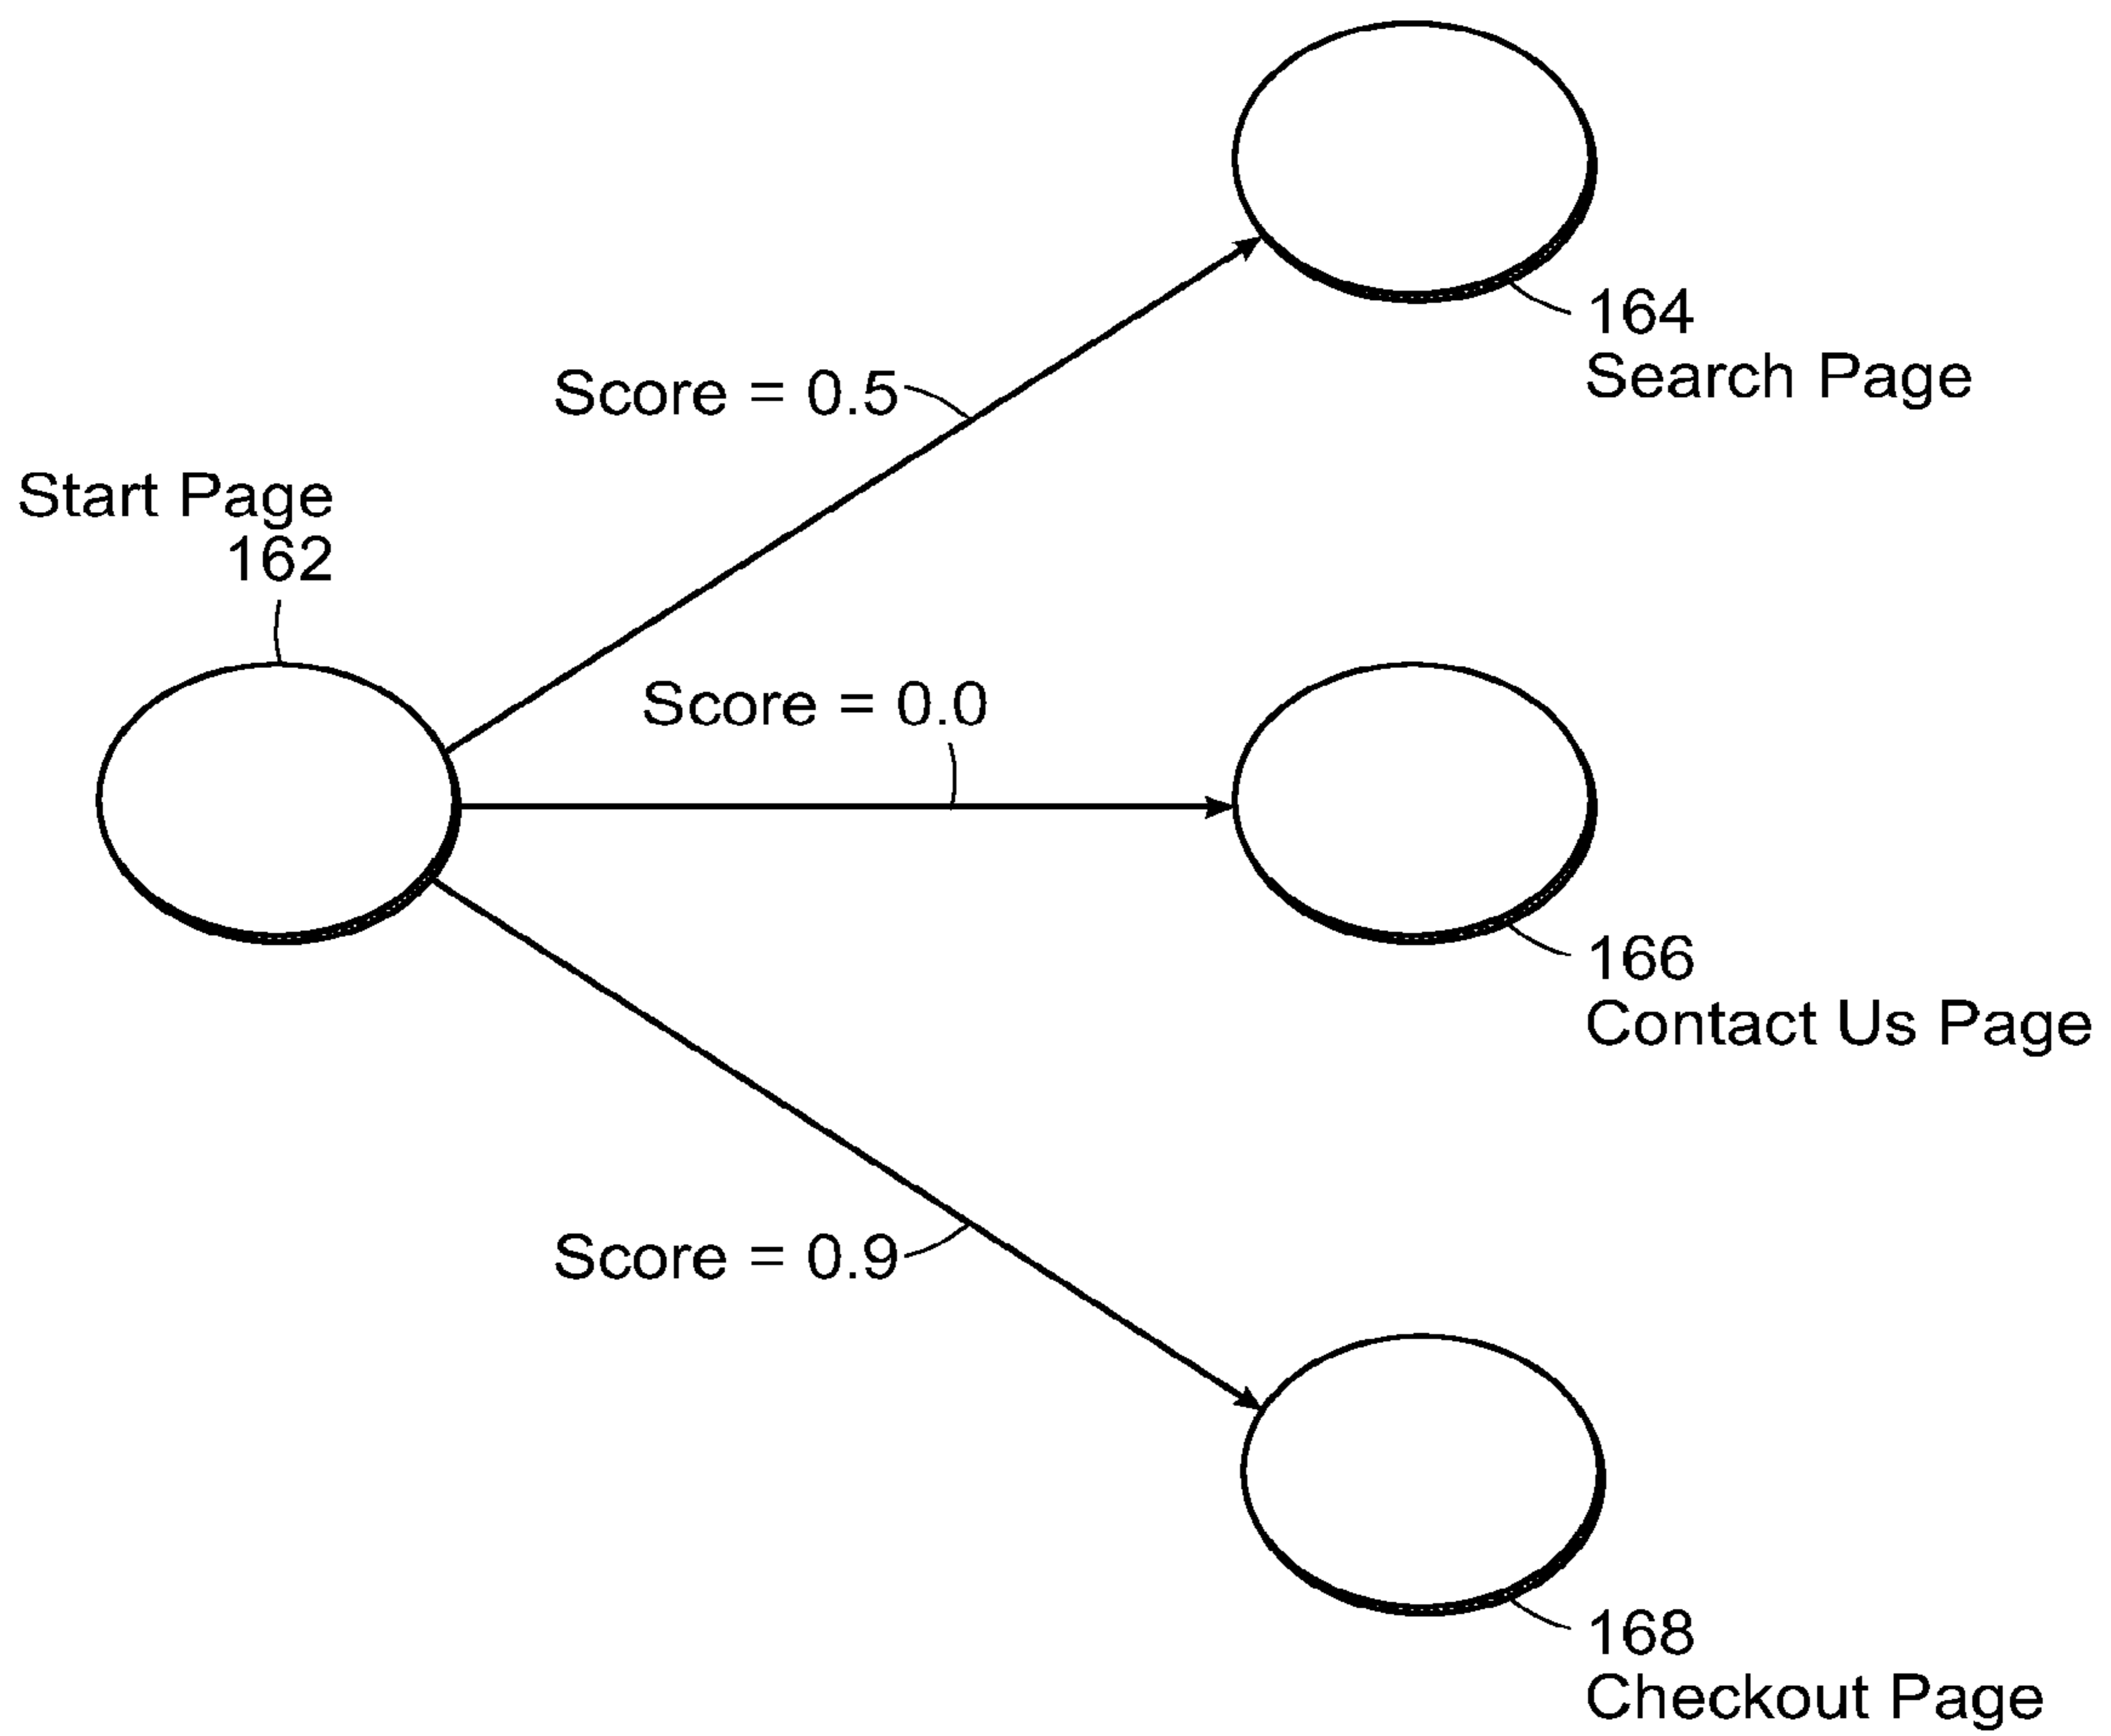 164
Search Page
Score = 0.5
Start Page
162
Score = 0.0
166
Contact Us Page
Score = 0.9
168
Checkout Page